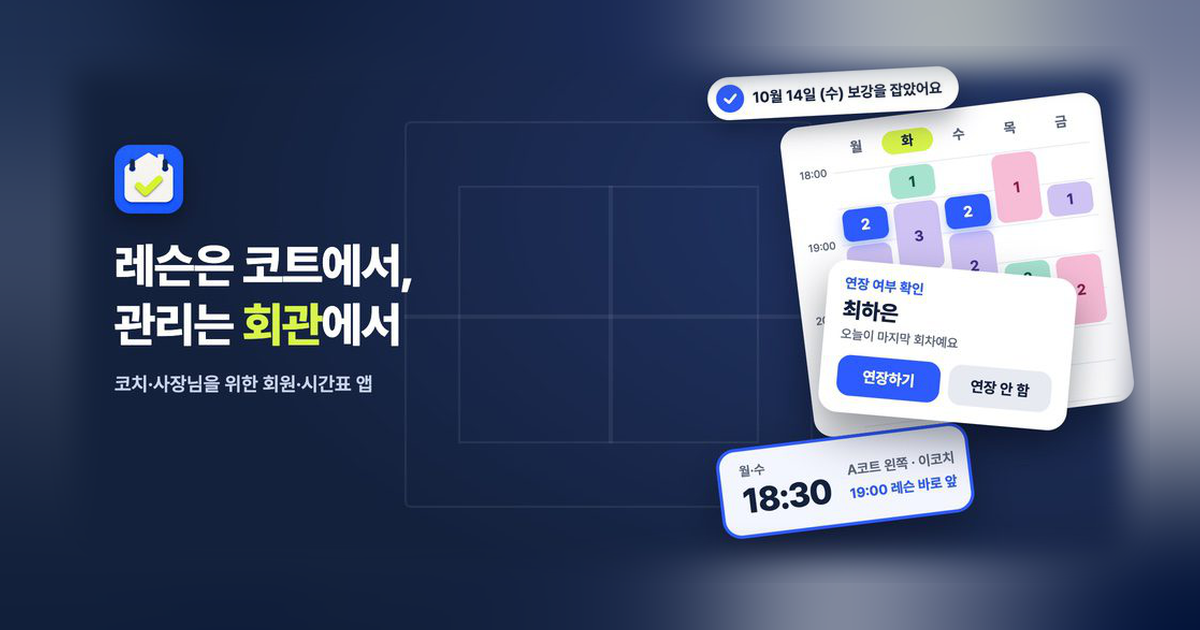 레슨은 코트에서,
관리는 회관에서
코치·사장님을 위한 회원·시간표 앱
10월 14일 (수) 보강을 잡았어요
월 화 수 목 금
18:00
1
1
1
2
2
3
19:00
2
2
연장 여부 확인
최하은
오늘이 마지막 회차예요
연장하기
연장 안 함
월·수
18:30
A코트 왼쪽 · 이코치
19:00 레슨 바로 앞